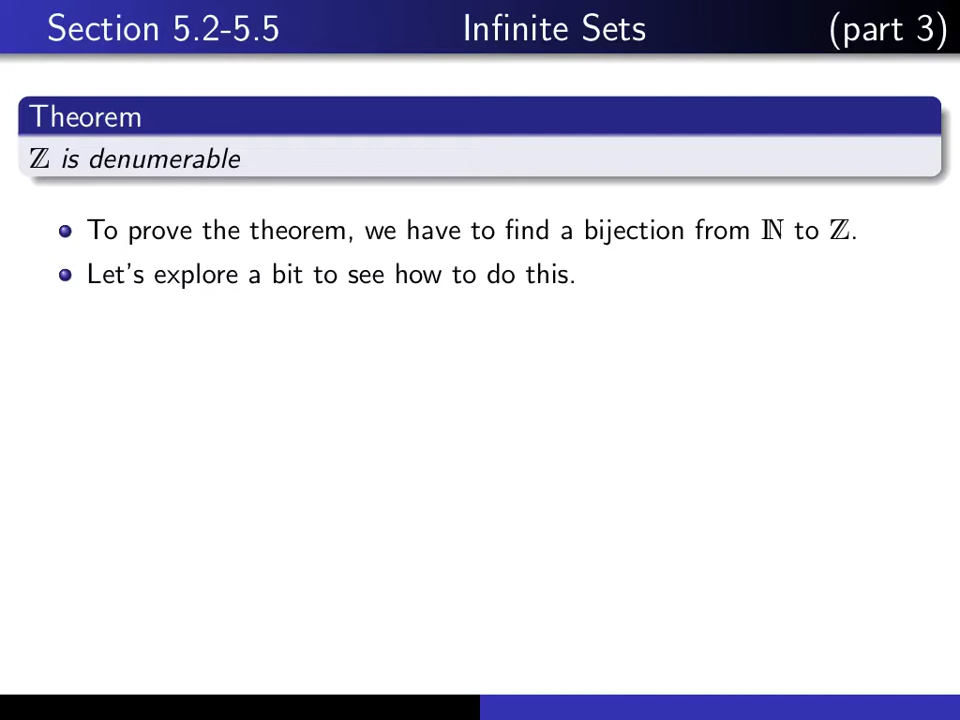 Section 5.2-5.5 Infinite Sets (part 3)
Theorem
ℤ is denumerable
To prove the theorem, we have to find a bijection from ℕ to ℤ.
Let's explore a bit to see how to do this.